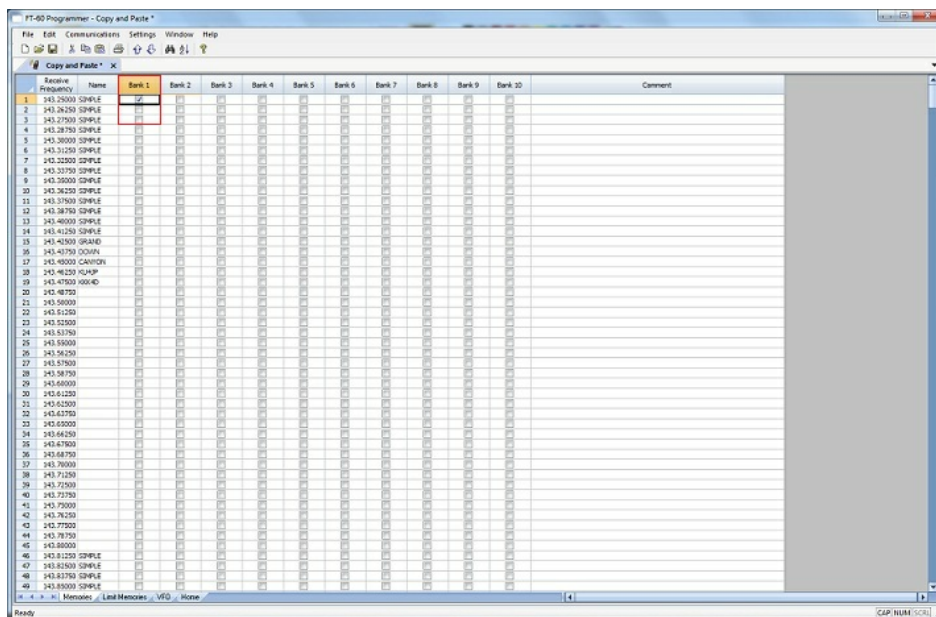 FT-60 Programmer - Copy and Paste *
File Edit Communications Settings Window Help
Copy and Paste * X
Receive Frequency Name Bank 1 Bank 2 Bank 3 Bank 4 Bank 5 Bank 6 Bank 7 Bank 8 Bank 9 Bank 10 Comment
1 143.25000 SIMPLE
2 143.26250 SIMPLE
3 143.27500 SIMPLE
4 143.28750 SIMPLE
5 143.30000 SIMPLE
6 143.31250 SIMPLE
7 143.32500 SIMPLE
8 143.33750 SIMPLE
9 143.35000 SIMPLE
10 143.36250 SIMPLE
11 143.37500 SIMPLE
12 143.38750 SIMPLE
13 143.40000 SIMPLE
14 143.41250 SIMPLE
15 143.42500 GRAND
16 143.43750 DOWN
17 143.45000 CANYON
18 143.46250 KU4JP
19 143.47500
20 143.48750
21 143.50000
22 143.51250
23 143.52500
24 143.53750
25 143.55000
26 143.56250
27 143.57500
28 143.58750
29 143.60000
30 143.61250
31 143.62500
32 143.63750
33 143.65000
34 143.66250
35 143.67500
36 143.68750
37 143.70000
38 143.71250
39 143.72500
40 143.73750
41 143.75000
42 143.76250
43 143.77500
44 143.78750
45 143.80000
46 143.81250 SIMPLE
47 143.82500 SIMPLE
48 143.83750 SIMPLE
49 143.85000 SIMPLE
Memories Limit Memories VFO Home
Ready CAP NUM SCRL